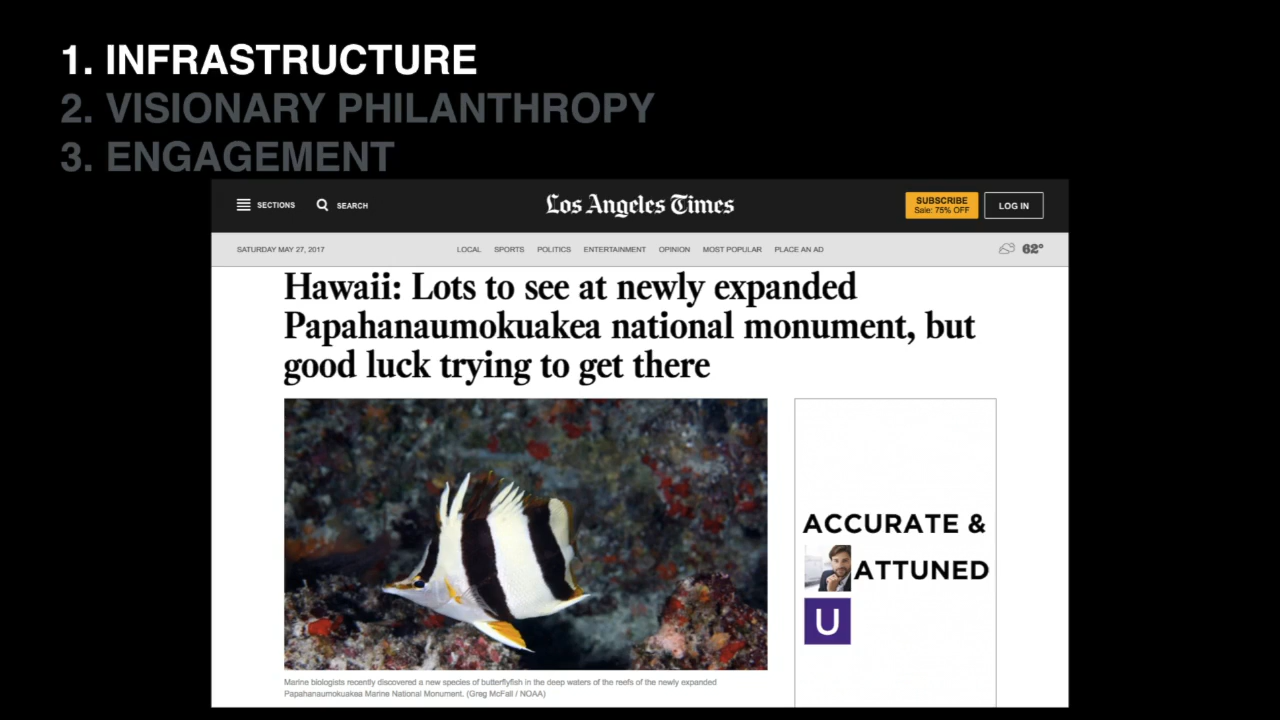 1. INFRASTRUCTURE
2. VISIONARY PHILANTHROPY
3. ENGAGEMENT
SECTIONS SEARCH Los Angeles Times SUBSCRIBE Sale: 75% OFF LOG IN
SATURDAY MAY 27, 2017 LOCAL SPORTS POLITICS ENTERTAINMENT OPINION MOST POPULAR PLACE AN AD 62°
Hawaii: Lots to see at newly expanded
Papahanaumokuakea national monument, but
good luck trying to get there
ACCURATE &
ATTUNED
U
Marine biologists recently discovered a new species of butterflyfish in the deep waters of the reefs of the newly expanded
Papahanaumokuakea Marine National Monument. (Greg McFall / NOAA)